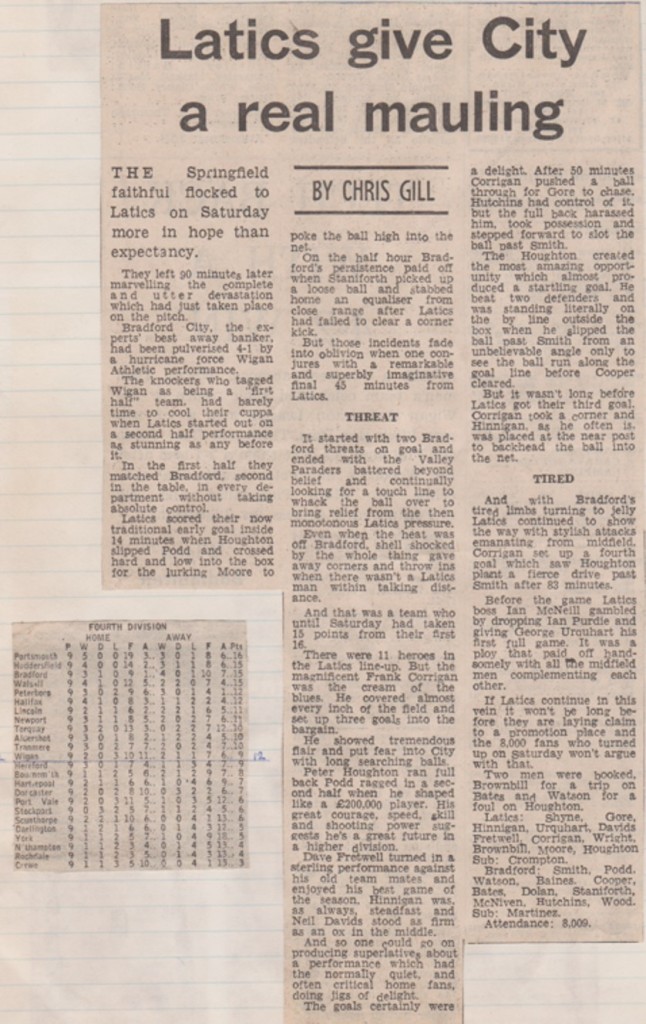 Latics give City
a real mauling
THE Springfield
faithful flocked to
Latics on Saturday
more in hope than
expectancy.
They left 90 minutes later
marvelling the complete
and utter devastation
which had just taken place
on the pitch.
Bradford City, the ex-
perts' best away banker,
had been pulverised 4-1 by
a hurricane force Wigan
Athletic performance.
The knockers who tagged
Wigan as being a "first
half" team, had barely
time to cool their cuppa
when Latics started out on
a second half performance
as stunning as any before
it.
In the first half they
matched Bradford, second
in the table, in every de-
partment without taking
absolute control.
Latics scored their now
traditional early goal inside
14 minutes when Houghton
slipped Podd and crossed
hard and low into the box
for the lurking Moore to
BY CHRIS GILL
poke the ball high into the
net.
On the half hour Brad-
ford's persistence paid off
when Staniforth picked up
a loose ball and stabbed
home an equaliser from
close range after Latics
had failed to clear a corner
kick.
But those incidents fade
into oblivion when one con-
jures with a remarkable
and superbly imaginative
final 45 minutes from
Latics.
THREAT
It started with two Brad-
ford threats on goal and
ended with the Valley
Paraders battered beyond
belief and continually
looking for a touch line to
whack the ball over to
bring relief from the then
monotonous Latics pressure.
Even when the heat was
off Bradford, shell shocked
by the whole thing gave
away corners and throw ins
when there wasn't a Latics
man within talking dist-
ance.
And that was a team who
until Saturday had taken
15 points from their first
16.
There were 11 heroes in
the Latics line-up. But the
magnificent Frank Corrigan
was the cream of the
blues. He covered almost
every inch of the field and
set up three goals into the
bargain.
He showed tremendous
flair and put fear into City
with long searching balls.
Peter Houghton ran full
back Podd ragged in a sec-
ond half when he shaped
like a £200,000 player. His
great courage, speed, skill
and shooting power sug-
gests he's a great future in
a higher division.
Dave Fretwell turned in a
sterling performance against
his old team mates and
enjoyed his best game of
the season. Hinnigan was,
as always, steadfast and
Neil Davids stood as firm
as an ox in the middle.
And so one could go on
producing superlatives about
a performance which had
the normally quiet, and
often critical home fans,
doing jigs of delight.
The goals certainly were
a delight. After 50 minutes
Corrigan pushed a ball
through for Gore to chase.
Hutchins had control of it,
but the full back harassed
him, took possession and
stepped forward to slot the
ball past Smith.
The Houghton created
the most amazing opport-
unity which almost pro-
duced a startling goal. He
beat two defenders and
was standing literally on
the by line outside the
box when he slipped the
ball past Smith from an
unbelievable angle only to
see the ball run along the
goal line before Cooper
cleared.
But it wasn't long before
Latics got their third goal.
Corrigan took a corner and
Hinnigan, as he often is,
was placed at the near post
to backhead the ball into
the net.
TIRED
And with Bradford's
tired limbs turning to jelly
Latics continued to show
the way with stylish attacks
emanating from midfield.
Corrigan set up a fourth
goal which saw Houghton
plant a fierce drive past
Smith after 83 minutes.
Before the game Latics
boss Ian McNeill gambled
by dropping Ian Purdie and
giving George Urquhart his
first full game. It was a
ploy that paid off hand-
somely with all the midfield
men complementing each
other.
If Latics continue in this
vein it won't be long be-
fore they are laying claim
to a promotion place and
the 8,000 fans who turned
up on Saturday won't argue
with that.
Two men were booked,
Brownbill for a trip on
Bates and Watson for a
foul on Houghton.
Latics: Shyne, Gore,
Hinnigan, Urquhart, Davids
Fretwell, Corrigan, Wright,
Brownbill, Moore, Houghton
Sub: Crompton.
Bradford: Smith, Podd,
Watson, Baines, Cooper,
Bates, Dolan, Staniforth,
McNiven, Hutchins, Wood.
Sub: Martinez.
Attendance: 8,009.
FOURTH DIVISION
HOME AWAY
P W D L F A W D L F A Pts
Portsmouth
Huddersfield
Bradford
Walsall
Peterboro
Halifax
Lincoln
Newport
Torquay
Aldershot
Tranmere
Wigan
Hereford
Bournemth
Hartlepool
Doncaster
Port Vale
Stockport
Scunthorpe
Darlington
York
Northampton
Rochdale
Crewe
12